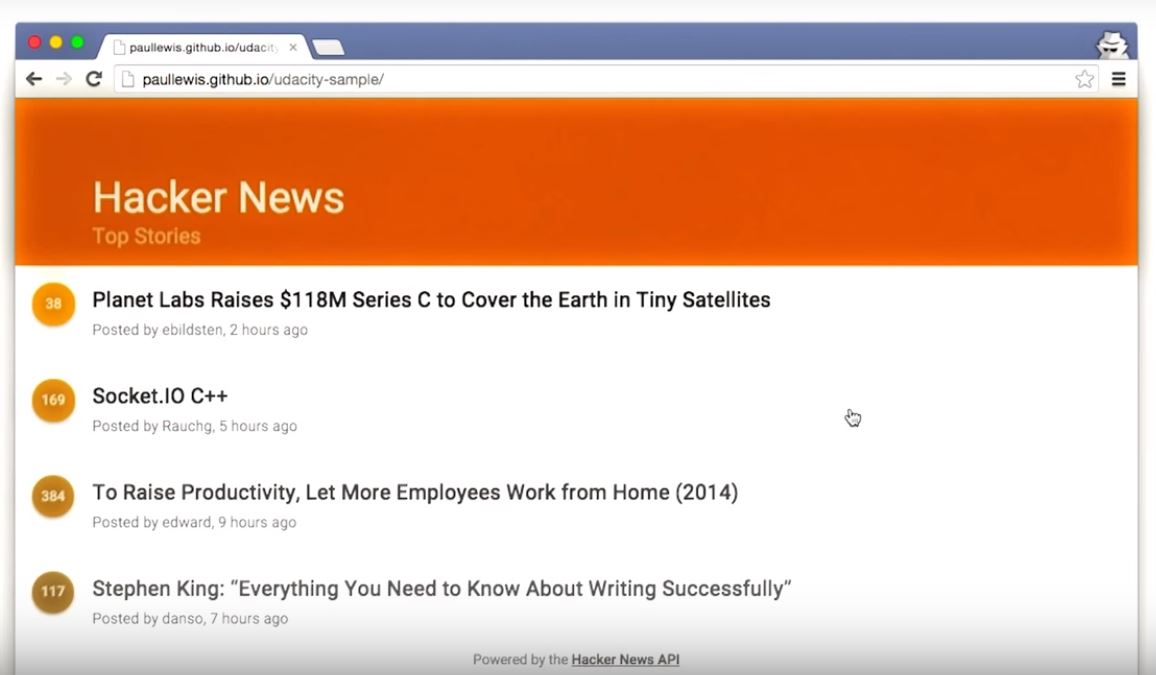 paullewis.github.io/udacity
paullewis.github.io/udacity-sample/
Hacker News
Top Stories
38
Planet Labs Raises $118M Series C to Cover the Earth in Tiny Satellites
Posted by ebildsten, 2 hours ago
169
Socket.IO C++
Posted by Rauchg, 5 hours ago
384
To Raise Productivity, Let More Employees Work from Home (2014)
Posted by edward, 9 hours ago
117
Stephen King: “Everything You Need to Know About Writing Successfully”
Posted by danso, 7 hours ago
Powered by the Hacker News API